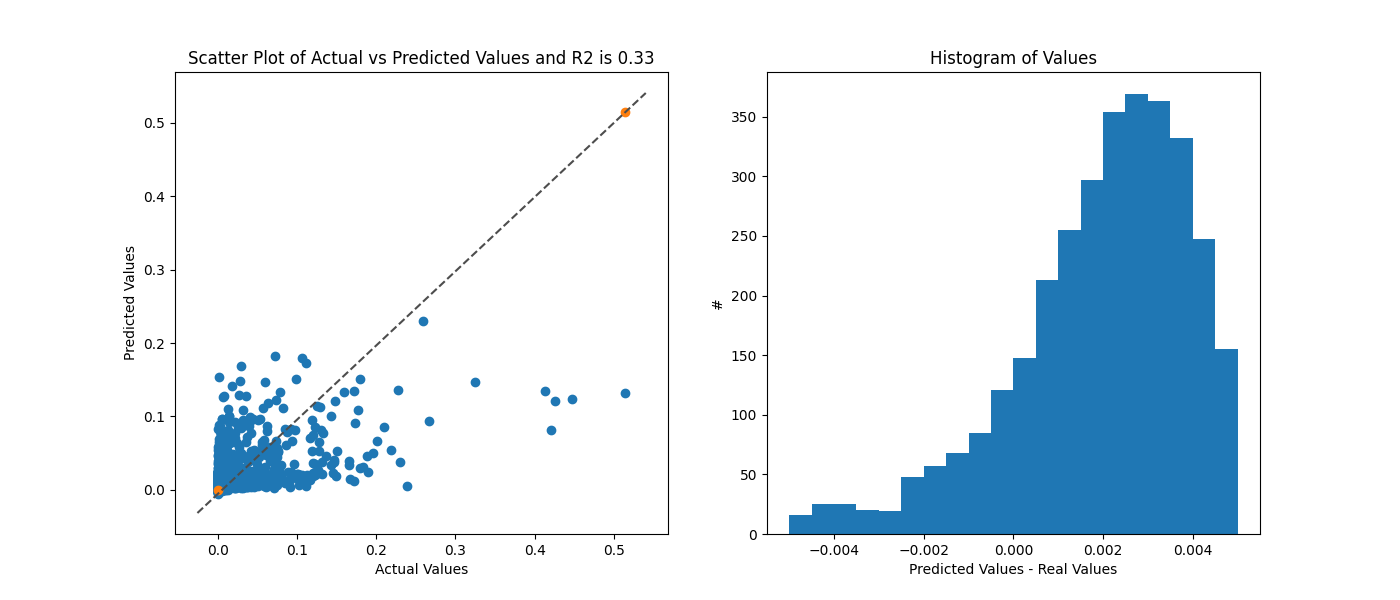 Scatter Plot of Actual vs Predicted Values and R2 is 0.33
Predicted Values
0.5
0.4
0.3
0.2
0.1
0.0
0.0 0.1 0.2 0.3 0.4 0.5
Actual Values
Histogram of Values
#
350
300
250
200
150
100
50
0
−0.004 −0.002 0.000 0.002 0.004
Predicted Values - Real Values